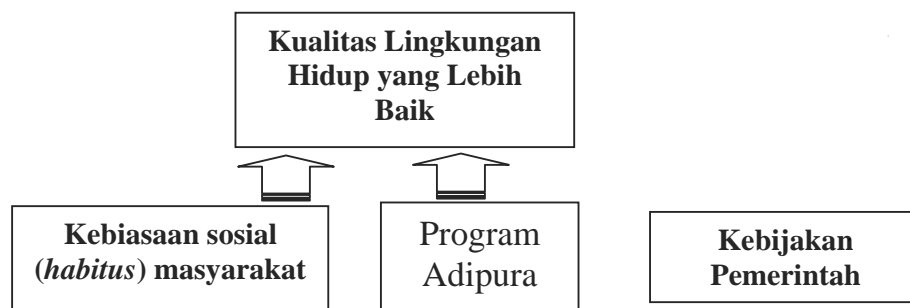 Kualitas Lingkungan
Hidup yang Lebih
Baik
Kebiasaan sosial
(habitus) masyarakat
Program
Adipura
Kebijakan
Pemerintah